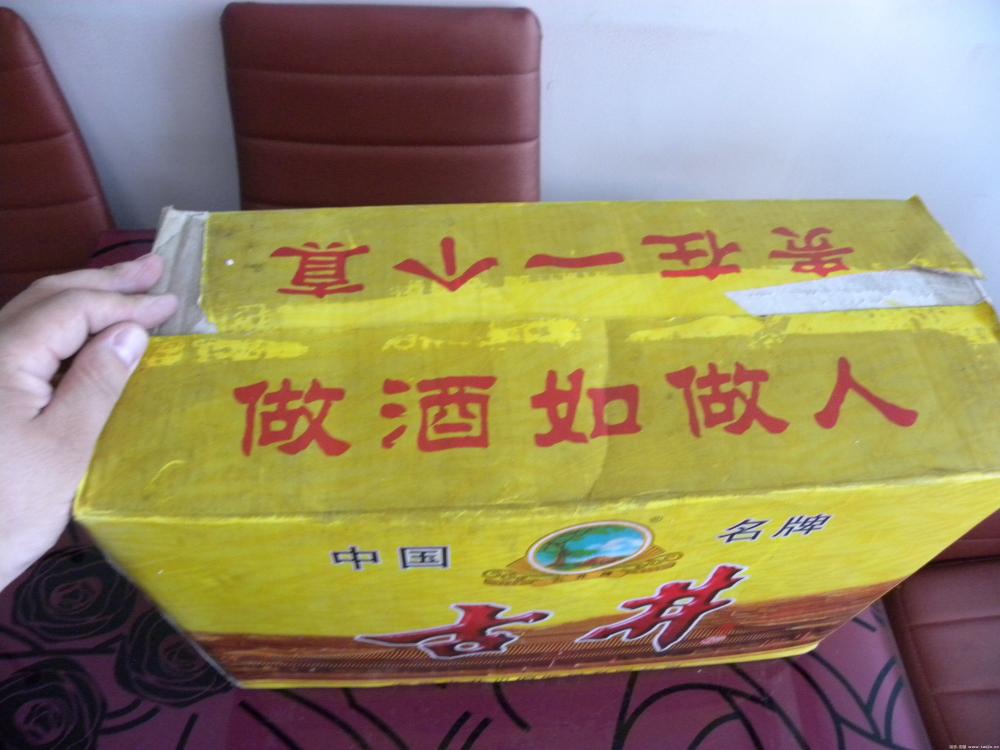 贵在一个真
做酒如做人
中国 名牌
古井